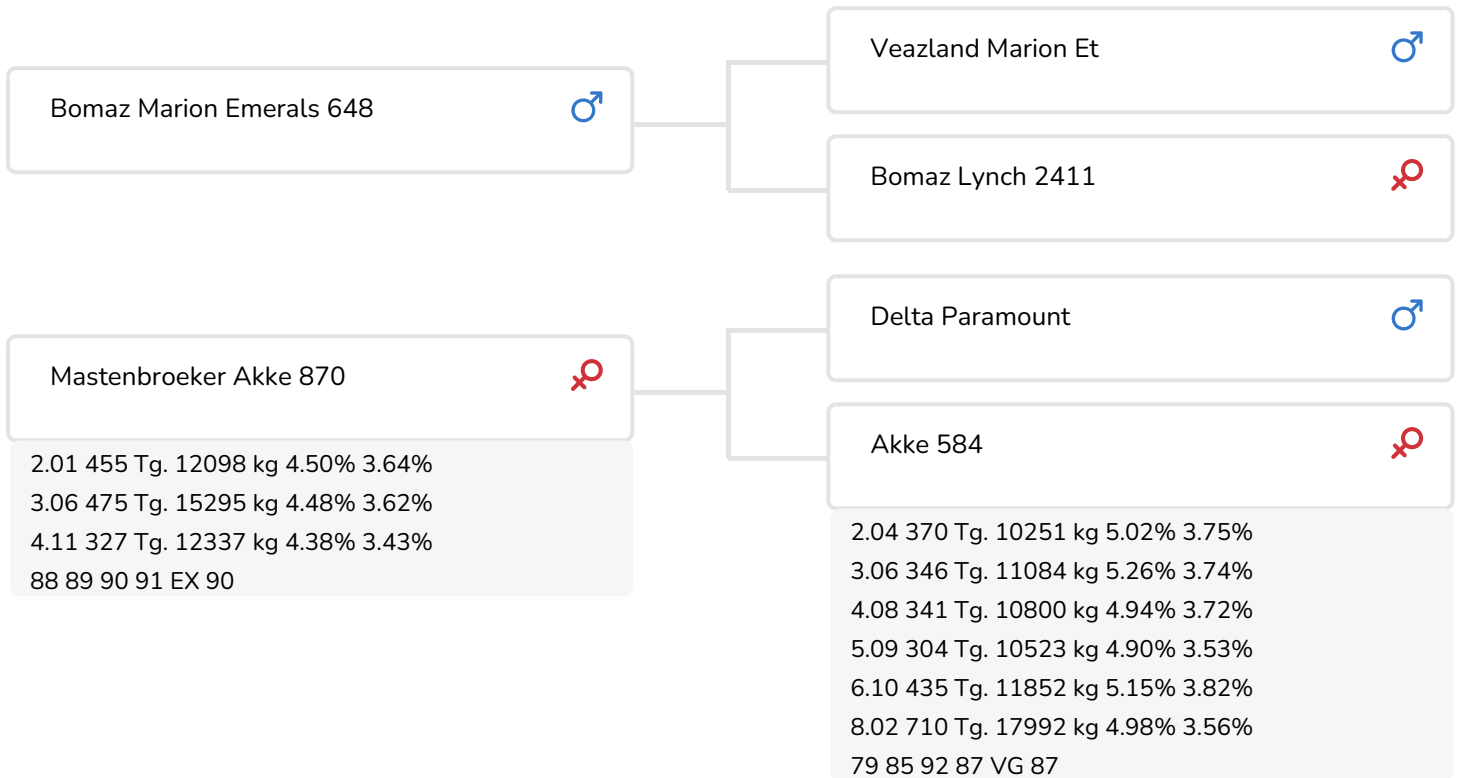 Bomaz Marion Emerals 648
Veazland Marion Et
Bomaz Lynch 2411
Mastenbroeker Akke 870
2.01 455 Tg. 12098 kg 4.50% 3.64%
3.06 475 Tg. 15295 kg 4.48% 3.62%
4.11 327 Tg. 12337 kg 4.38% 3.43%
88 89 90 91 EX 90
Delta Paramount
Akke 584
2.04 370 Tg. 10251 kg 5.02% 3.75%
3.06 346 Tg. 11084 kg 5.26% 3.74%
4.08 341 Tg. 10800 kg 4.94% 3.72%
5.09 304 Tg. 10523 kg 4.90% 3.53%
6.10 435 Tg. 11852 kg 5.15% 3.82%
8.02 710 Tg. 17992 kg 4.98% 3.56%
79 85 92 87 VG 87